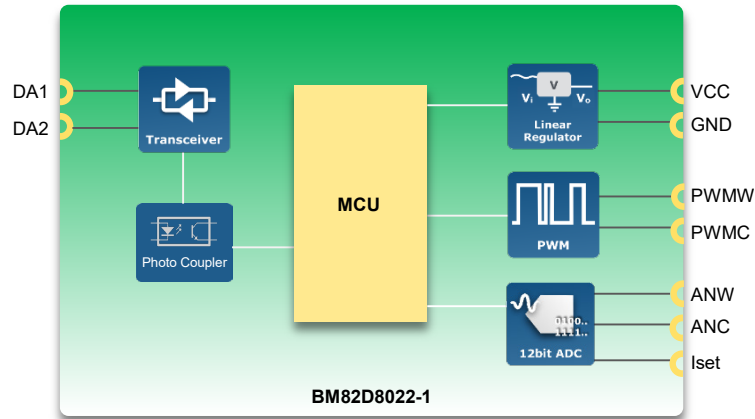 DA1
DA2
Transceiver
Photo Coupler
MCU
Vi
V
Vo
Linear
Regulator
PWM
0100..
1111..
12bit ADC
VCC
GND
PWMW
PWMC
ANW
ANC
Iset
BM82D8022-1